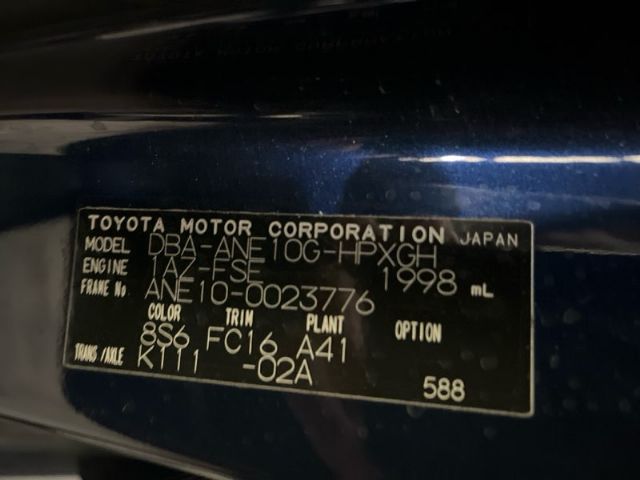 TOYOTA MOTOR CORPORATION JAPAN
MODEL DBA-ANE10G-HPXGH
ENGINE 1AZ-FSE 1998 mL
FRAME No ANE10-0023776
COLOR TRIM PLANT OPTION
8S6 FC16 A41
TRANS/AXLE K111 -02A
588